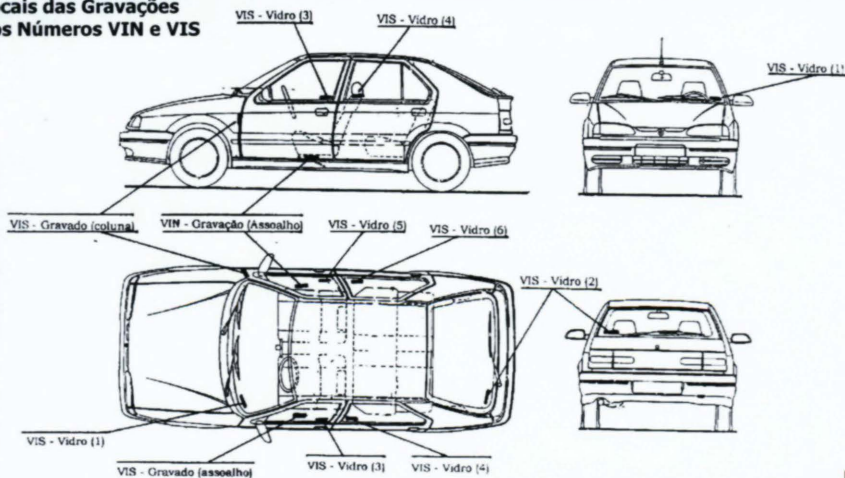 cais das Gravações
os Números VIN e VIS
VIS - Vidro (3)
VIS - Vidro (4)
VIS - Vidro (1)
VIS - Gravado (coluna)
VIN - Gravação (Assoalho)
VIS - Vidro (5)
VIS - Vidro (6)
VIS - Vidro (2)
VIS - Vidro (1)
VIS - Gravado (assoalho)
VIS - Vidro (3)
VIS - Vidro (4)